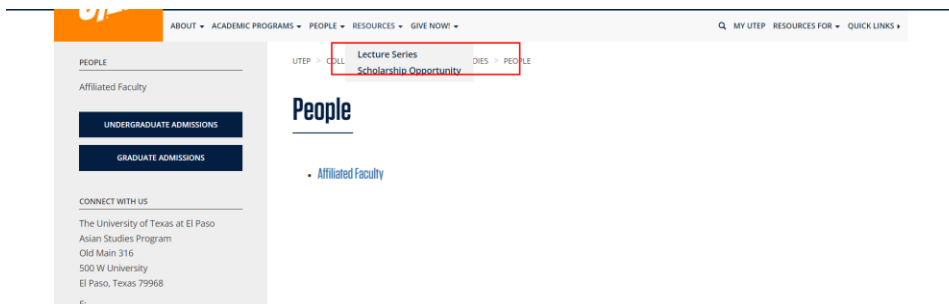 ABOUT ACADEMIC PROGRAMS PEOPLE RESOURCES GIVE NOW! MY UTEP RESOURCES FOR QUICK LINKS
Lecture Series
Scholarship Opportunity
UTEP > COLL DIES > PEOPLE
PEOPLE
Affiliated Faculty
UNDERGRADUATE ADMISSIONS
GRADUATE ADMISSIONS
People
• Affiliated Faculty
CONNECT WITH US
The University of Texas at El Paso
Asian Studies Program
Old Main 316
500 W University
El Paso, Texas 79968